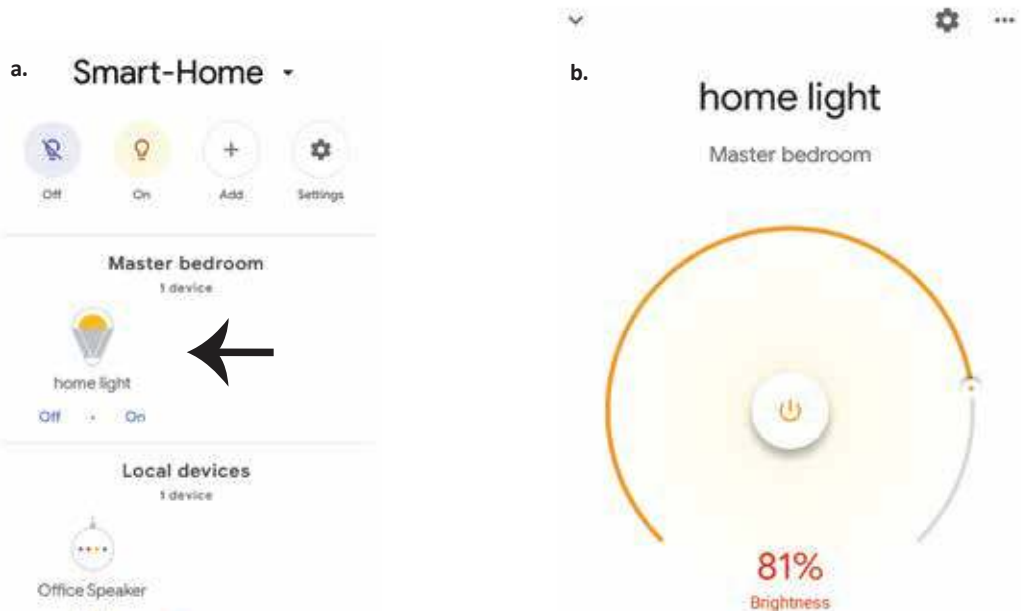 a.
Smart-Home
Off
On
Add
Settings
Master bedroom
1 device
home light
Off · On
Local devices
1 device
Office Speaker
b.
home light
Master bedroom
81%
Brightness